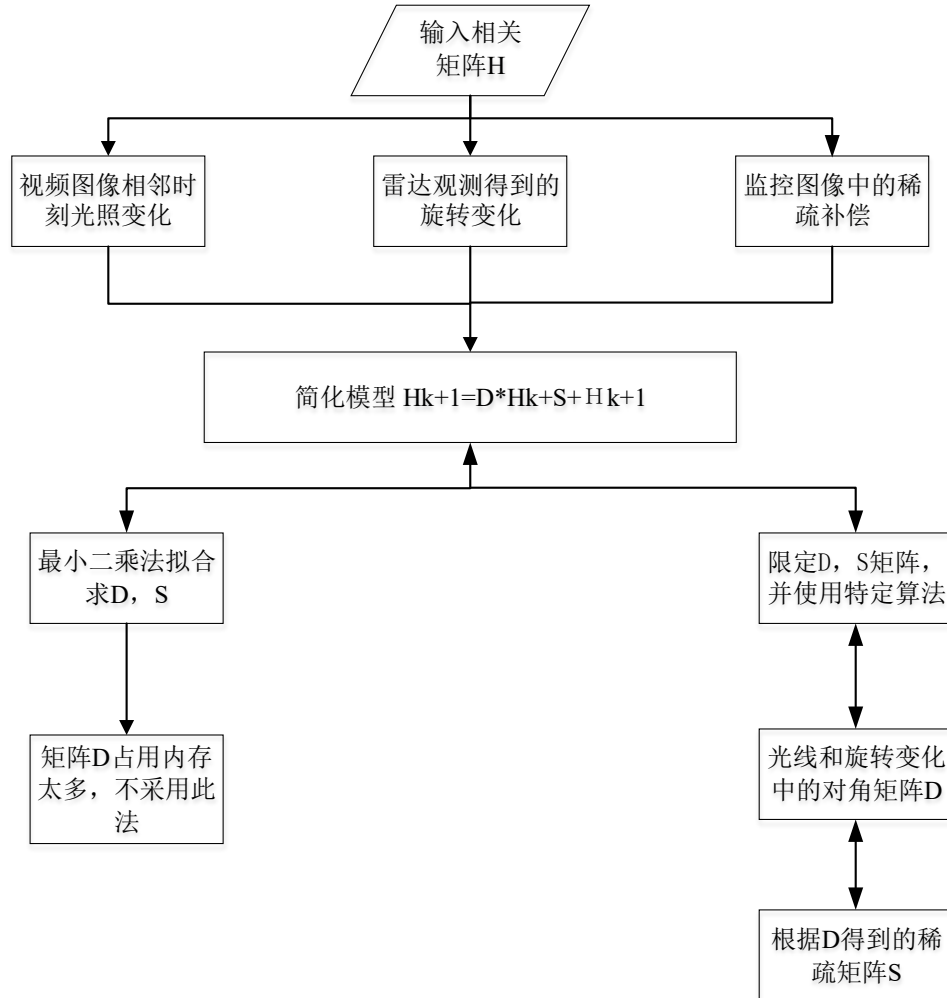 输入相关
矩阵H
视频图像相邻时
刻光照变化
雷达观测得到的
旋转变化
监控图像中的稀
疏补偿
简化模型 Hk+1=D*Hk+S+Hk+1
最小二乘法拟合
求D，S
限定D，S矩阵，
并使用特定算法
矩阵D占用内存
太多，不采用此
法
光线和旋转变化
中的对角矩阵D
根据D得到的稀
疏矩阵S